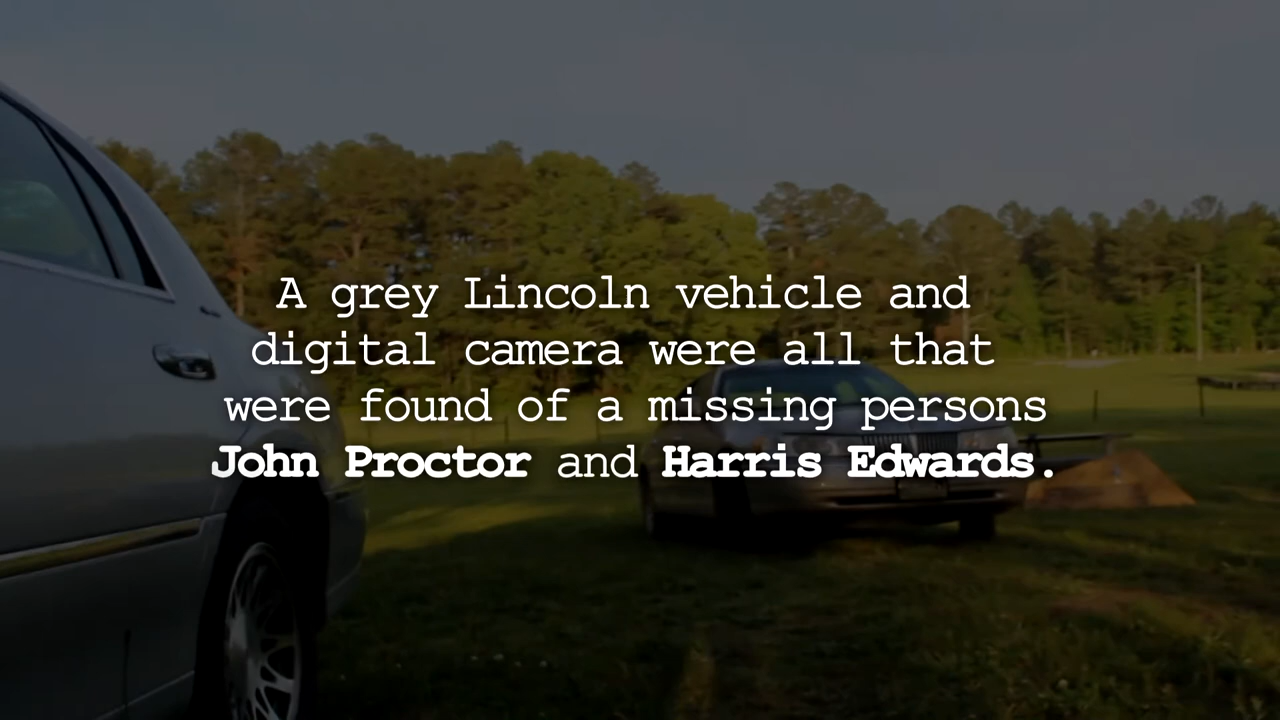 A grey Lincoln vehicle and
digital camera were all that
were found of a missing persons
John Proctor and Harris Edwards.